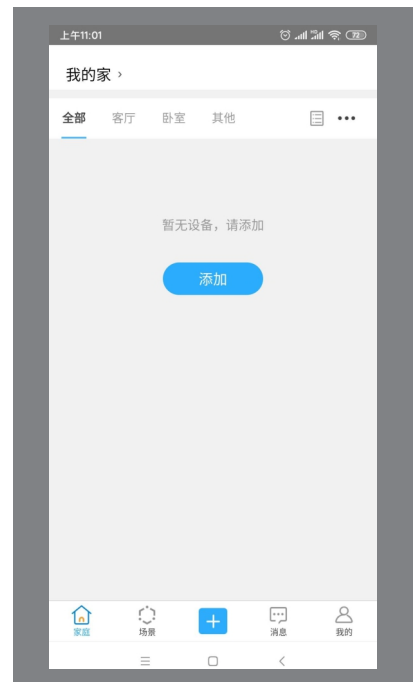 上午11:01
72
我的家
全部 客厅 卧室 其他
暂无设备，请添加
添加
家庭 场景 消息 我的